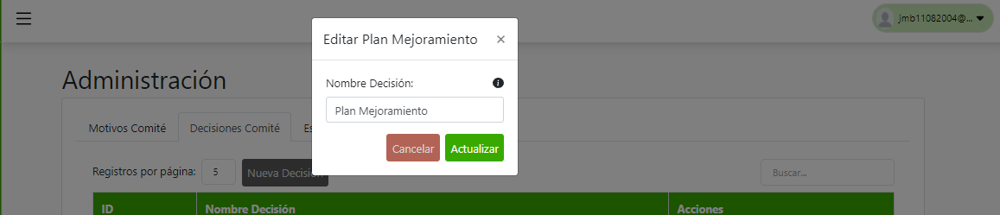 jmb11082004@...
Editar Plan Mejoramiento ×
Administración
Nombre Decisión:
Plan Mejoramiento
Motivos Comité Decisiones Comité Es
Cancelar Actualizar
Registros por página: 5 Nueva Decisión Buscar...
ID Nombre Decisión Acciones